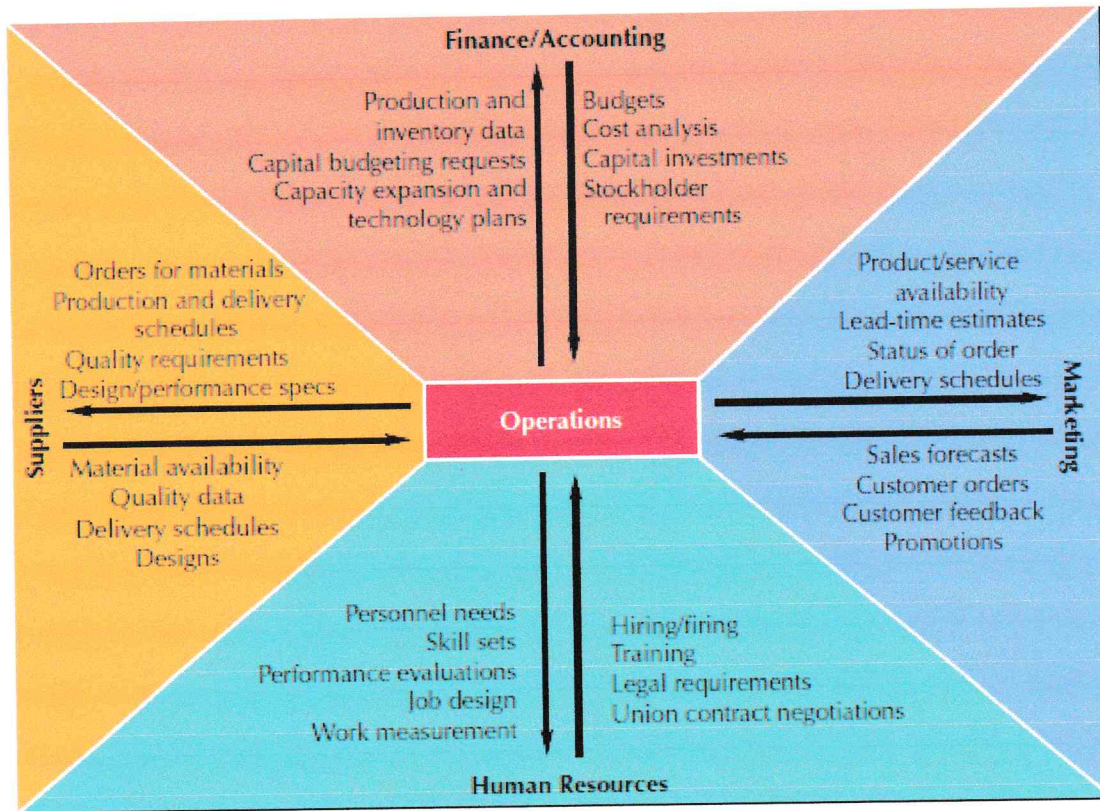 Finance/Accounting
Production and
inventory data
Capital budgeting requests
Capacity expansion and
technology plans
Budgets
Cost analysis
Capital investments
Stockholder
requirements
Orders for materials
Production and delivery
schedules
Quality requirements
Design/performance specs
Suppliers
Material availability
Quality data
Delivery schedules
Designs
Operations
Product/service
availability
Lead-time estimates
Status of order
Delivery schedules
Marketing
Sales forecasts
Customer orders
Customer feedback
Promotions
Personnel needs
Skill sets
Performance evaluations
Job design
Work measurement
Hiring/firing
Training
Legal requirements
Union contract negotiations
Human Resources